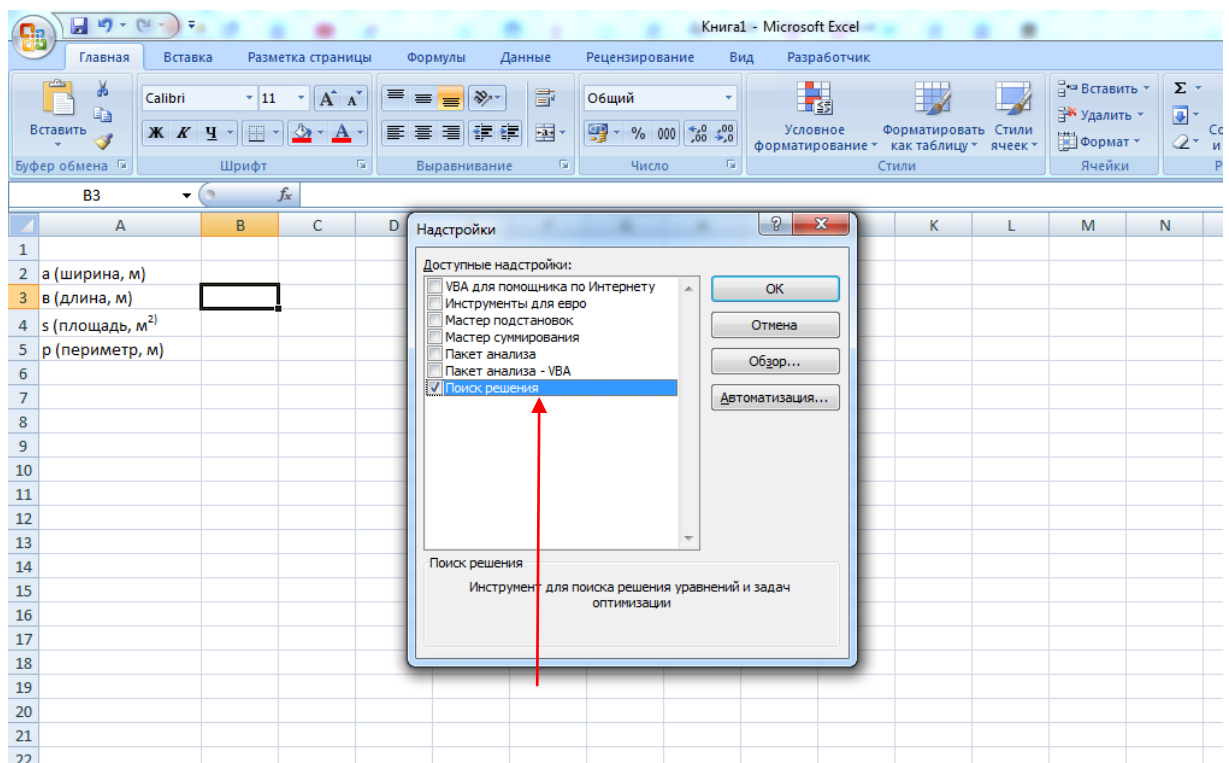 Книга1 - Microsoft Excel
Главная Вставка Разметка страницы Формулы Данные Рецензирование Вид Разработчик
Вставить
Буфер обмена
Calibri 11
Ж К Ч
Шрифт
Выравнивание
Общий
% 000
Число
Условное форматирование
Форматировать как таблицу
Стили ячеек
Стили
Вставить
Удалить
Формат
Ячейки
Σ
B3 fx
A B C D K L M N
1
2 а (ширина, м)
3 в (длина, м)
4 s (площадь, м2)
5 р (периметр, м)
6
7
8
9
10
11
12
13
14
15
16
17
18
19
20
21
22
Надстройки
Доступные надстройки:
VBA для помощника по Интернету
Инструменты для евро
Мастер подстановок
Мастер суммирования
Пакет анализа
Пакет анализа - VBA
Поиск решения
ОК
Отмена
Обзор...
Автоматизация...
Поиск решения
Инструмент для поиска решения уравнений и задач
оптимизации